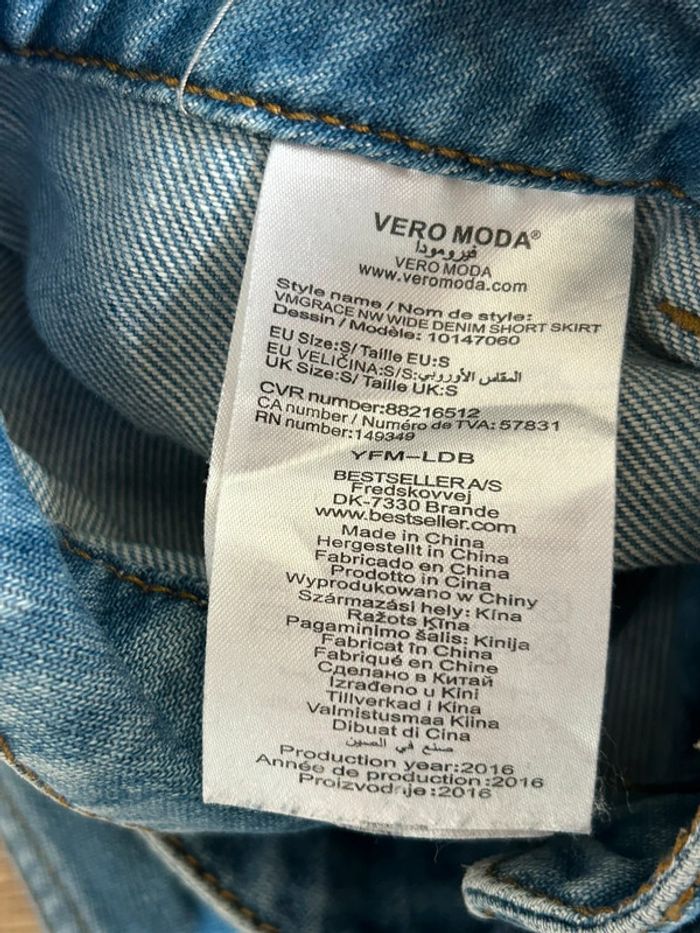 VERO MODA®
فيرومودا
VERO MODA
www.veromoda.com
Style name / Nom de style:
VMGRACE NW WIDE DENIM SHORT SKIRT
Dessin / Modèle: 10147060
EU Size:S/ Taille EU:S
EU VELIČINA:S/S:المقاس الأوروبي
UK Size:S/ Taille UK:S
CVR number:88216512
CA number / Numéro de TVA: 57831
RN number:149349
YFM-LDB
BESTSELLER A/S
Fredskovvej
DK-7330 Brande
www.bestseller.com
Made in China
Hergestellt in China
Fabricado en China
Prodotto in Cina
Wyprodukowano w Chiny
Származási hely: Kína
Ražots Ķīna
Pagaminimo šalis: Kinija
Fabricat în China
Fabriqué en Chine
Сделано в Китай
Izrađeno u Kini
Tillverkad i Kina
Valmistusmaa Kiina
Dibuat di Cina
صنع في الصين
Production year:2016
Année de production:2016
Proizvodnje:2016